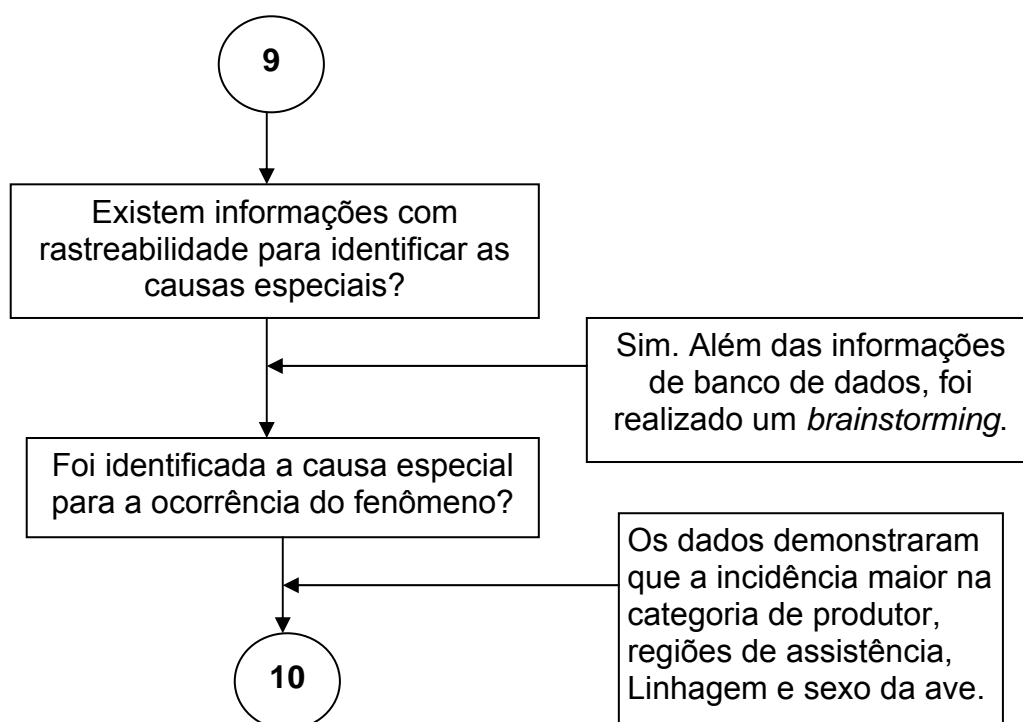 9
Existem informações com
rastreabilidade para identificar as
causas especiais?
Sim. Além das informações
de banco de dados, foi
realizado um brainstorming.
Foi identificada a causa especial
para a ocorrência do fenômeno?
Os dados demonstraram
que a incidência maior na
categoria de produtor,
regiões de assistência,
Linhagem e sexo da ave.
10